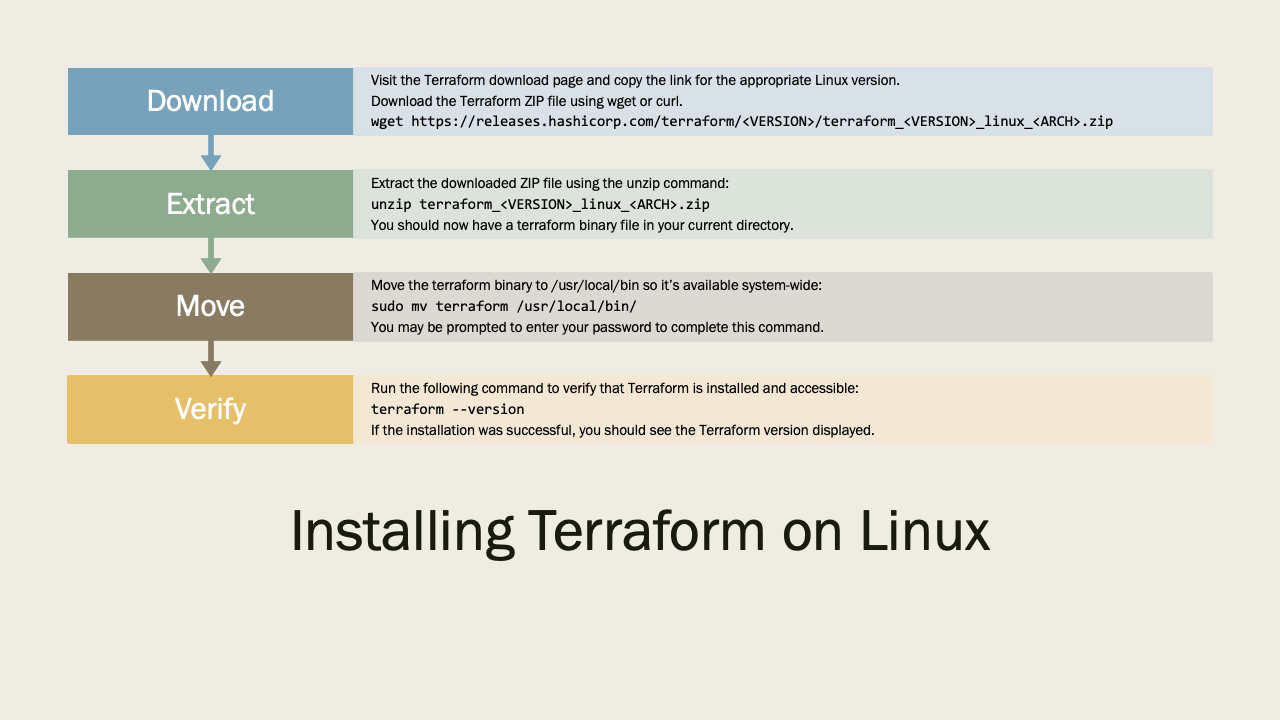 Download
Visit the Terraform download page and copy the link for the appropriate Linux version.
Download the Terraform ZIP file using wget or curl.
wget https://releases.hashicorp.com/terraform/<VERSION>/terraform_<VERSION>_linux_<ARCH>.zip
Extract
Extract the downloaded ZIP file using the unzip command:
unzip terraform_<VERSION>_linux_<ARCH>.zip
You should now have a terraform binary file in your current directory.
Move
Move the terraform binary to /usr/local/bin so it’s available system-wide:
sudo mv terraform /usr/local/bin/
You may be prompted to enter your password to complete this command.
Verify
Run the following command to verify that Terraform is installed and accessible:
terraform --version
If the installation was successful, you should see the Terraform version displayed.
Installing Terraform on Linux